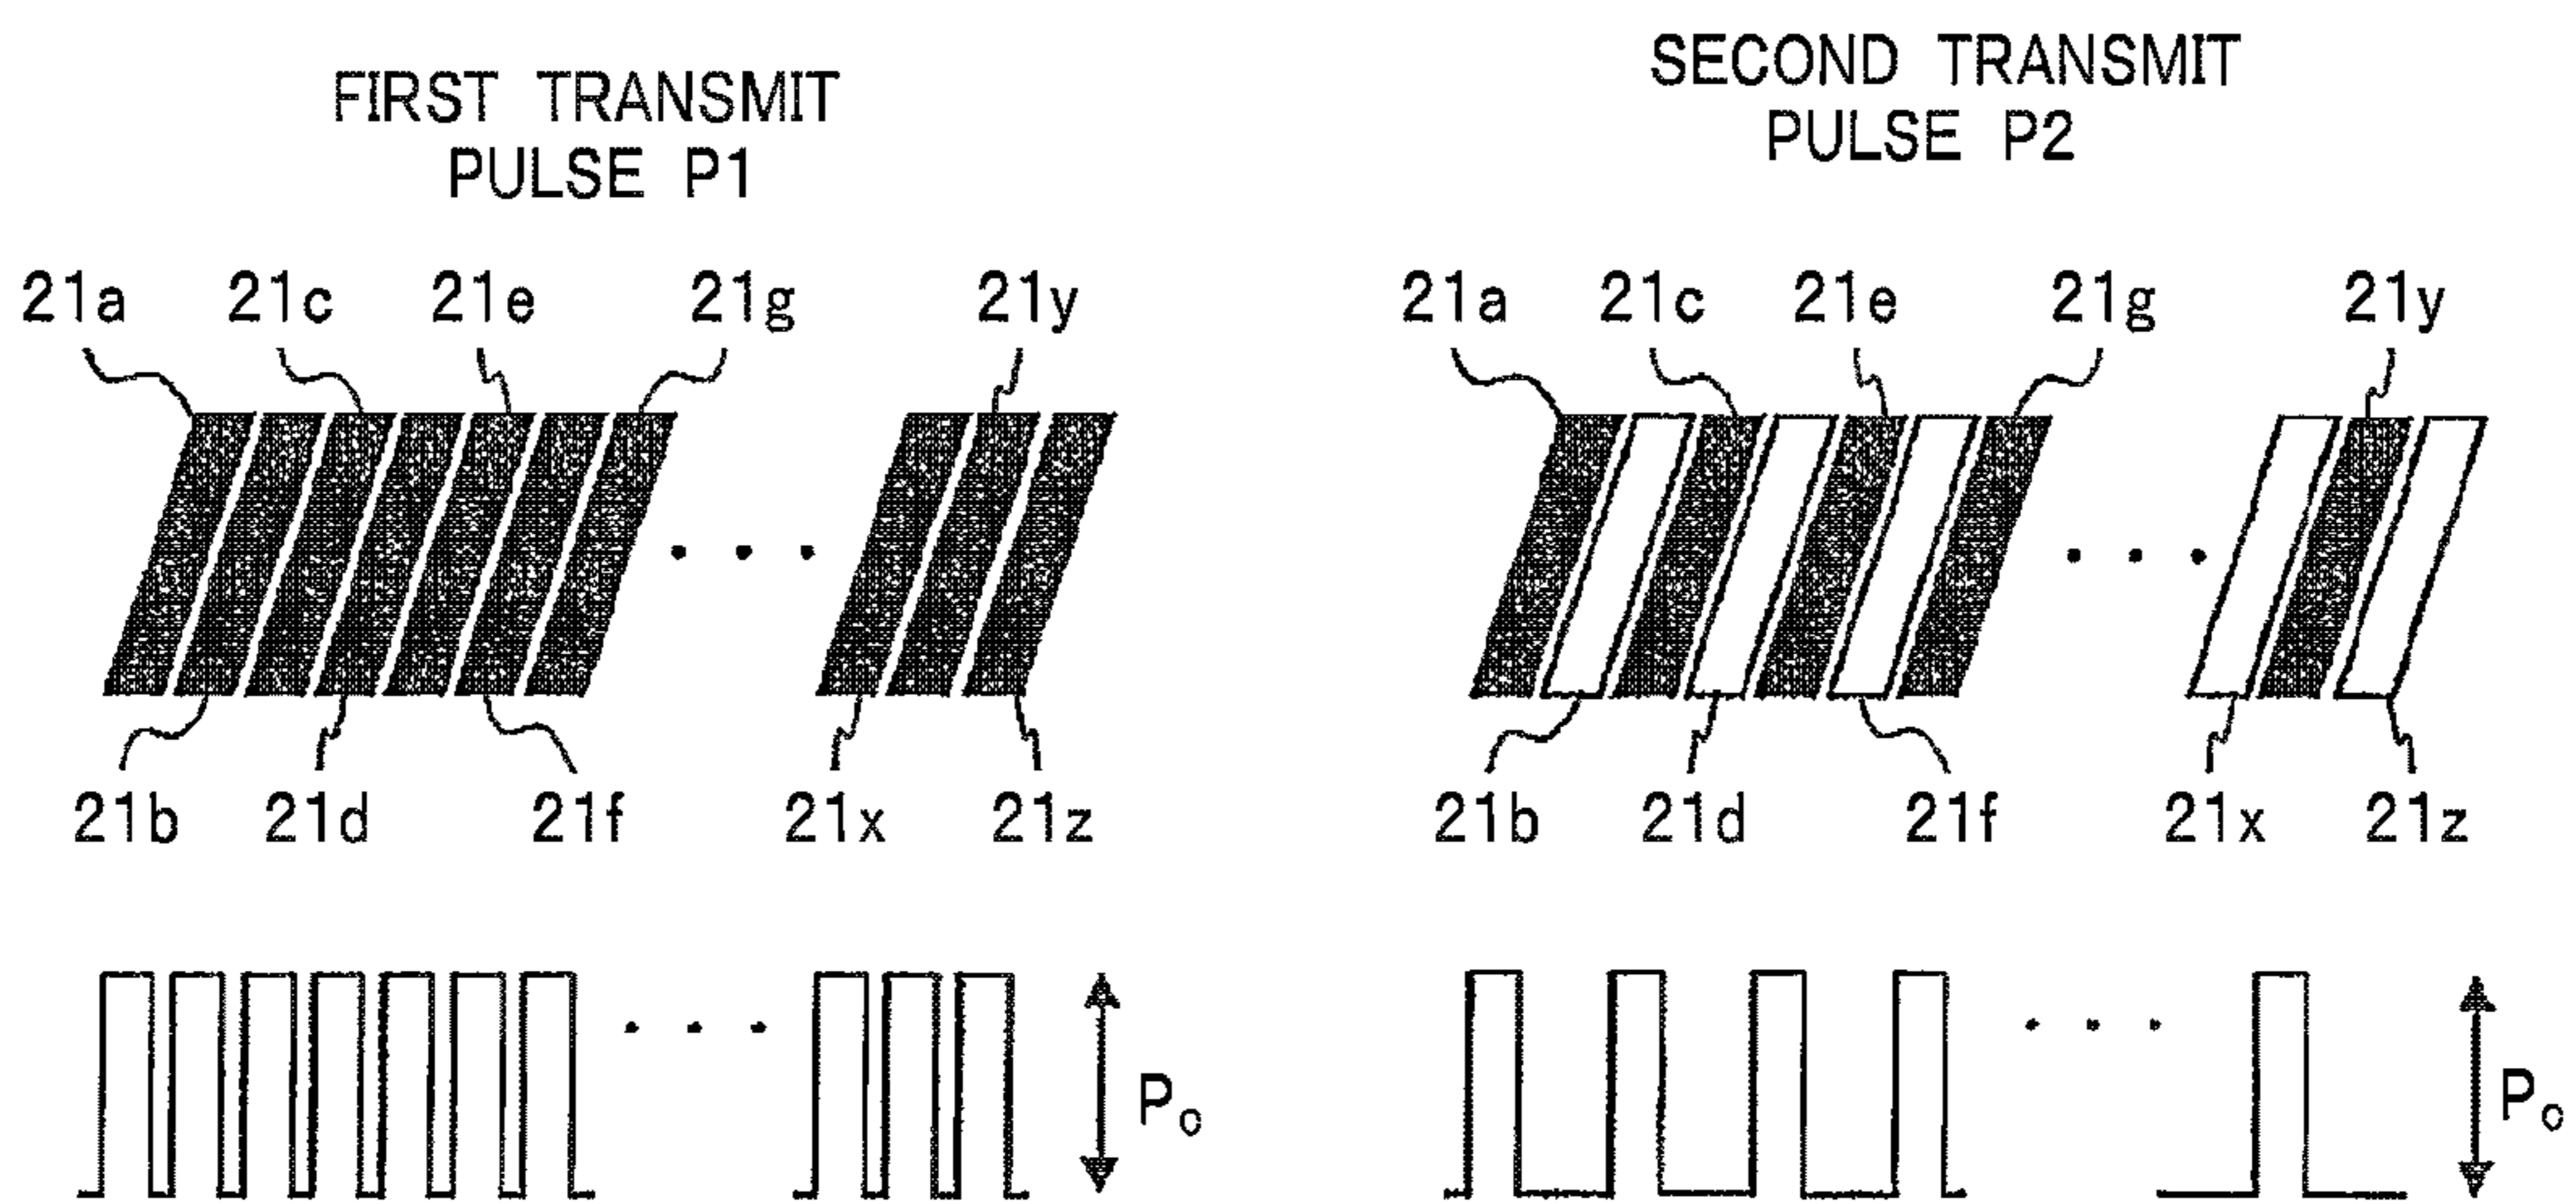 FIRST TRANSMIT
PULSE P1
21a 21c 21e 21g 21y
21b 21d 21f 21x 21z
P0
SECOND TRANSMIT
PULSE P2
21a 21c 21e 21g 21y
21b 21d 21f 21x 21z
P0